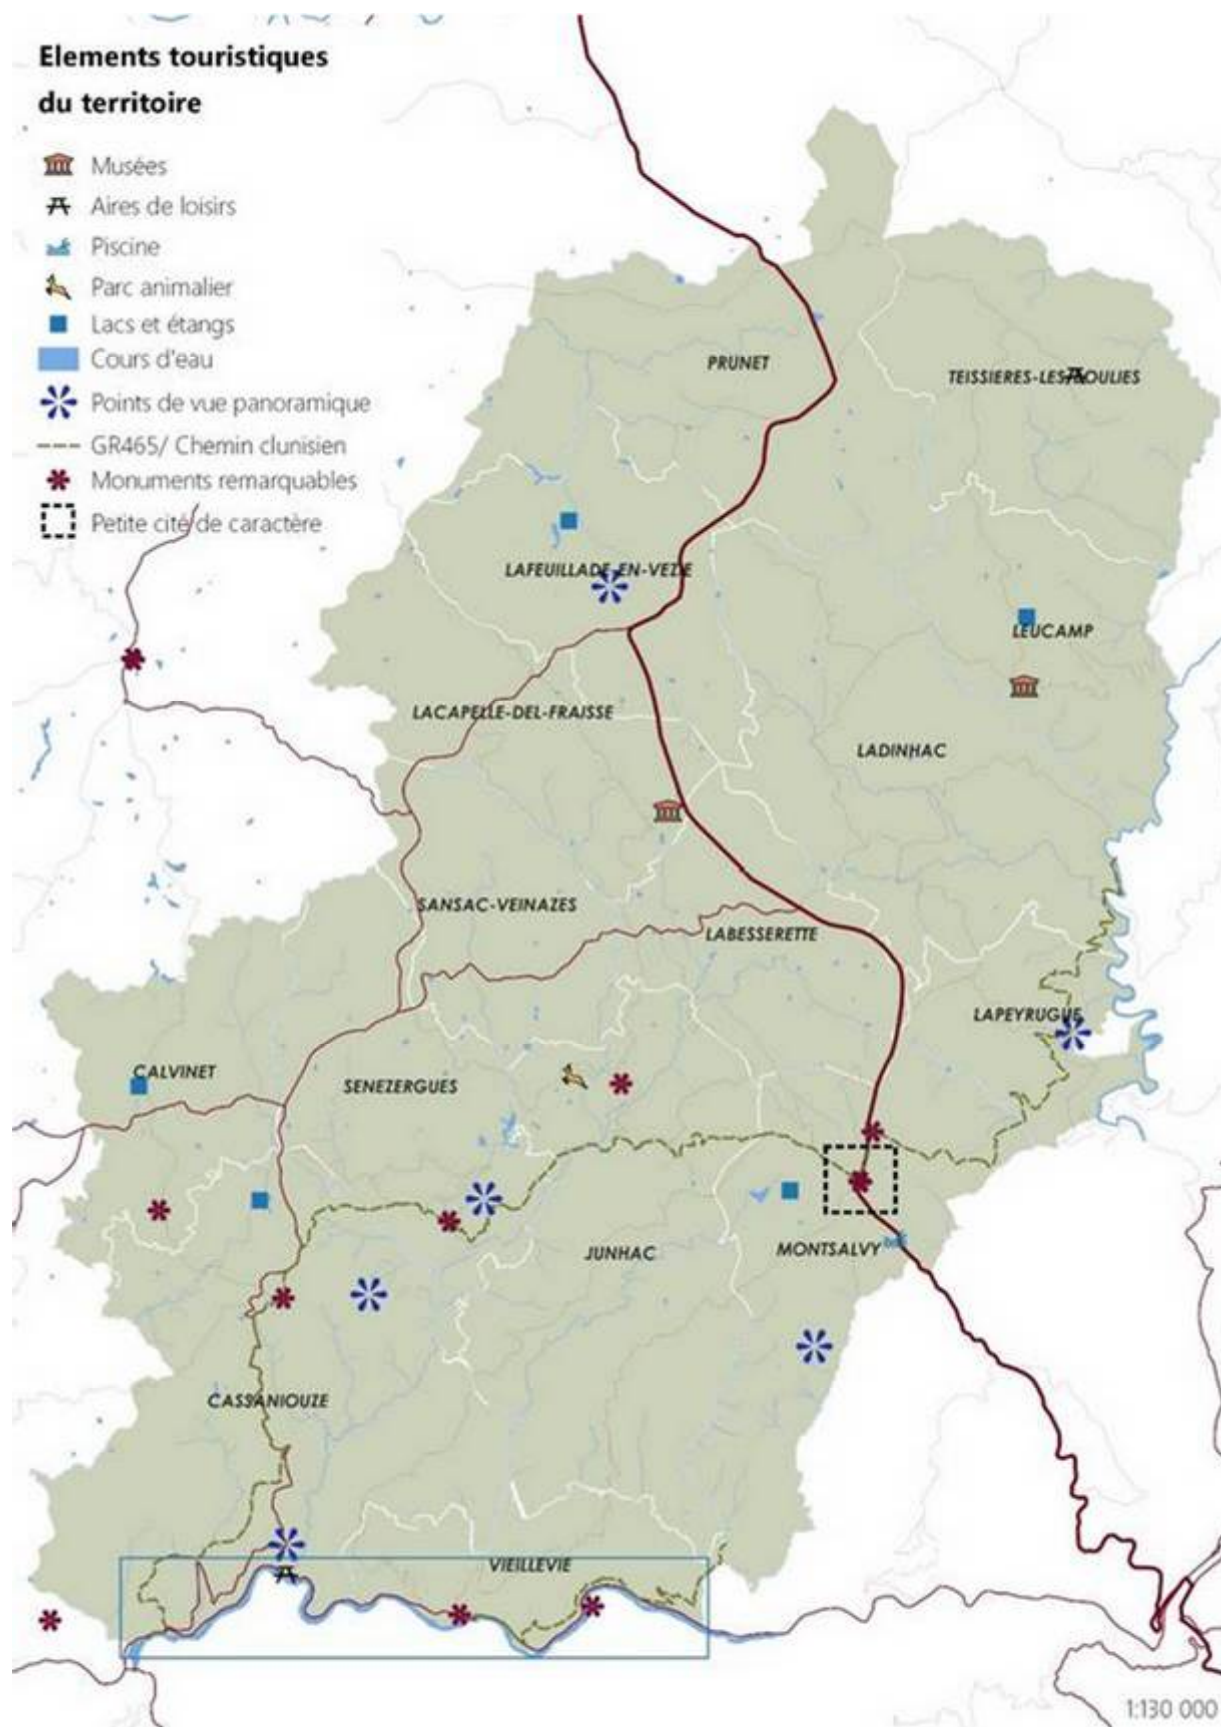 Elements touristiques
du territoire
Musées
Aires de loisirs
Piscine
Parc animalier
Lacs et étangs
Cours d'eau
Points de vue panoramique
GR465/ Chemin clunisien
Monuments remarquables
Petite cité de caractère
PRUNET
TEISSIERES-LES-BOULIES
LAFEUILLADE-EN-VEZIE
LEUCAMP
LACAPELLE-DEL-FRAISSE
LADINHAC
SANSAC-VEINAZES
LABESSERETTE
LAPEYRUGUE
CALVINET
SENEZERGUES
JUNHAC
MONTSALVY
CASSANIOUZE
VIEILLEVIE
1:130 000